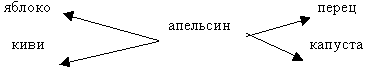 яблоко
перец
апельсин
киви
капуста